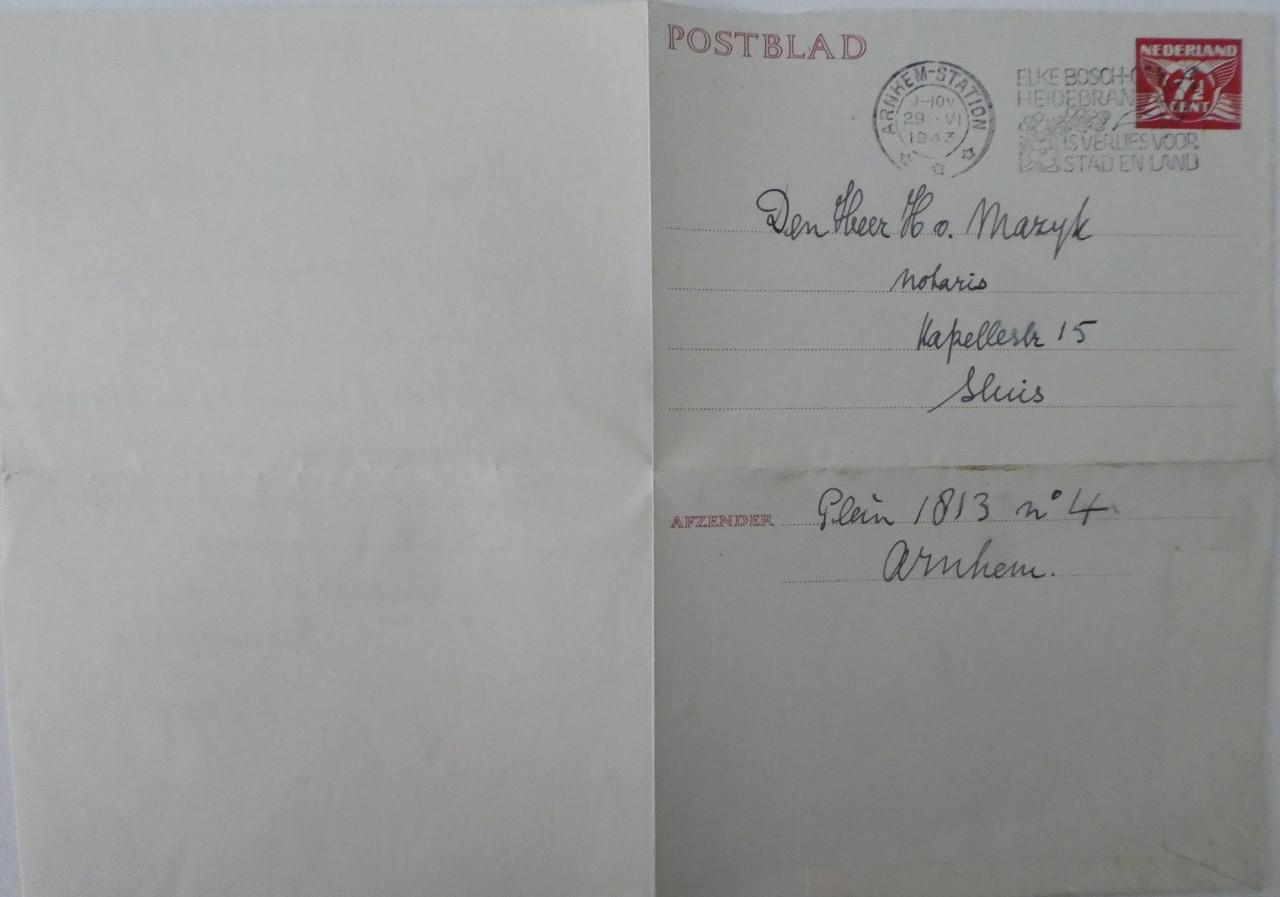 POSTBLAD
NEDERLAND
7½
CENT
ARNHEM-STATION
9-10V
29 VI
1943
ELKE BOSCH-
HEIDEBRAN
IS VERLIES VOOR
STAD EN LAND
Den Heer H v. Mazyk
notaris
Kapellestr 15
Sluis
AFZENDER Plein 1813 n° 4
Arnhem.